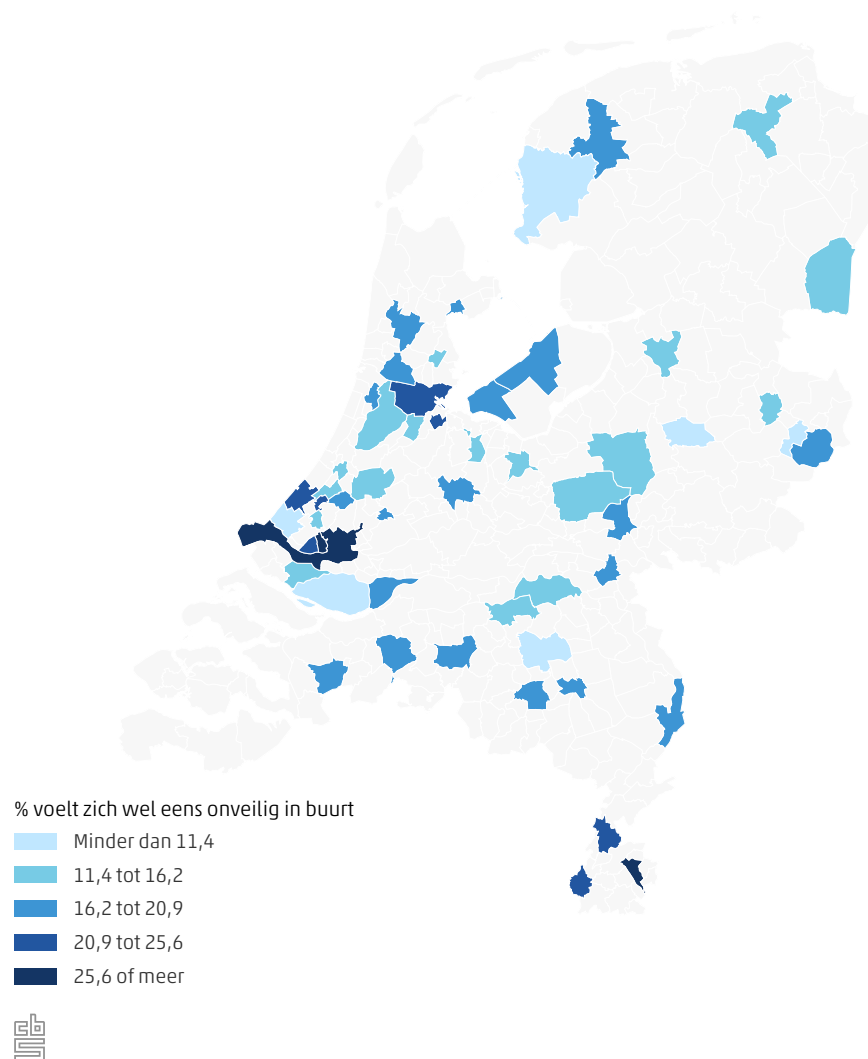 % voelt zich wel eens onveilig in buurt
Minder dan 11,4
11,4 tot 16,2
16,2 tot 20,9
20,9 tot 25,6
25,6 of meer
cb